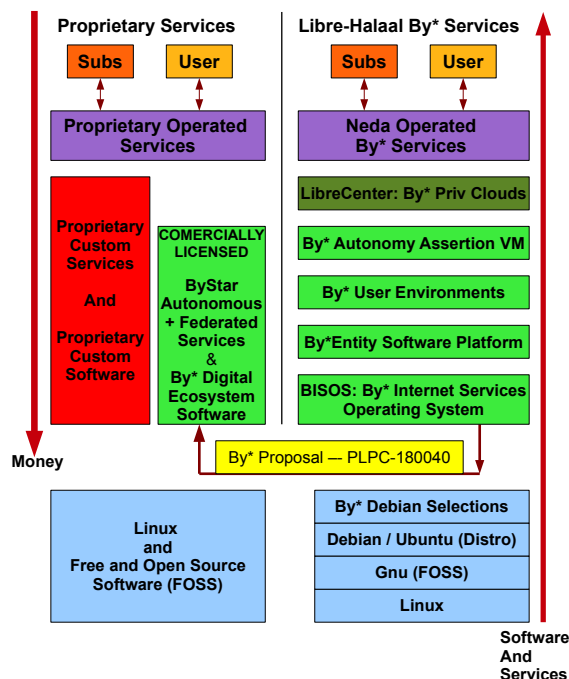 Proprietary Services
Subs
User
Proprietary Operated
Services
Proprietary
Custom
Services
And
Proprietary
Custom
Software
COMERCIALLY
LICENSED
ByStar
Autonomous
+ Federated
Services
&
By* Digital
Ecosystem
Software
Money
Libre-Halaal By* Services
Subs
User
Neda Operated
By* Services
LibreCenter: By* Priv Clouds
By* Autonomy Assertion VM
By* User Environments
By*Entity Software Platform
BISOS: By* Internet Services
Operating System
By* Proposal –- PLPC-180040
Linux
and
Free and Open Source
Software (FOSS)
By* Debian Selections
Debian / Ubuntu (Distro)
Gnu (FOSS)
Linux
Software
And
Services